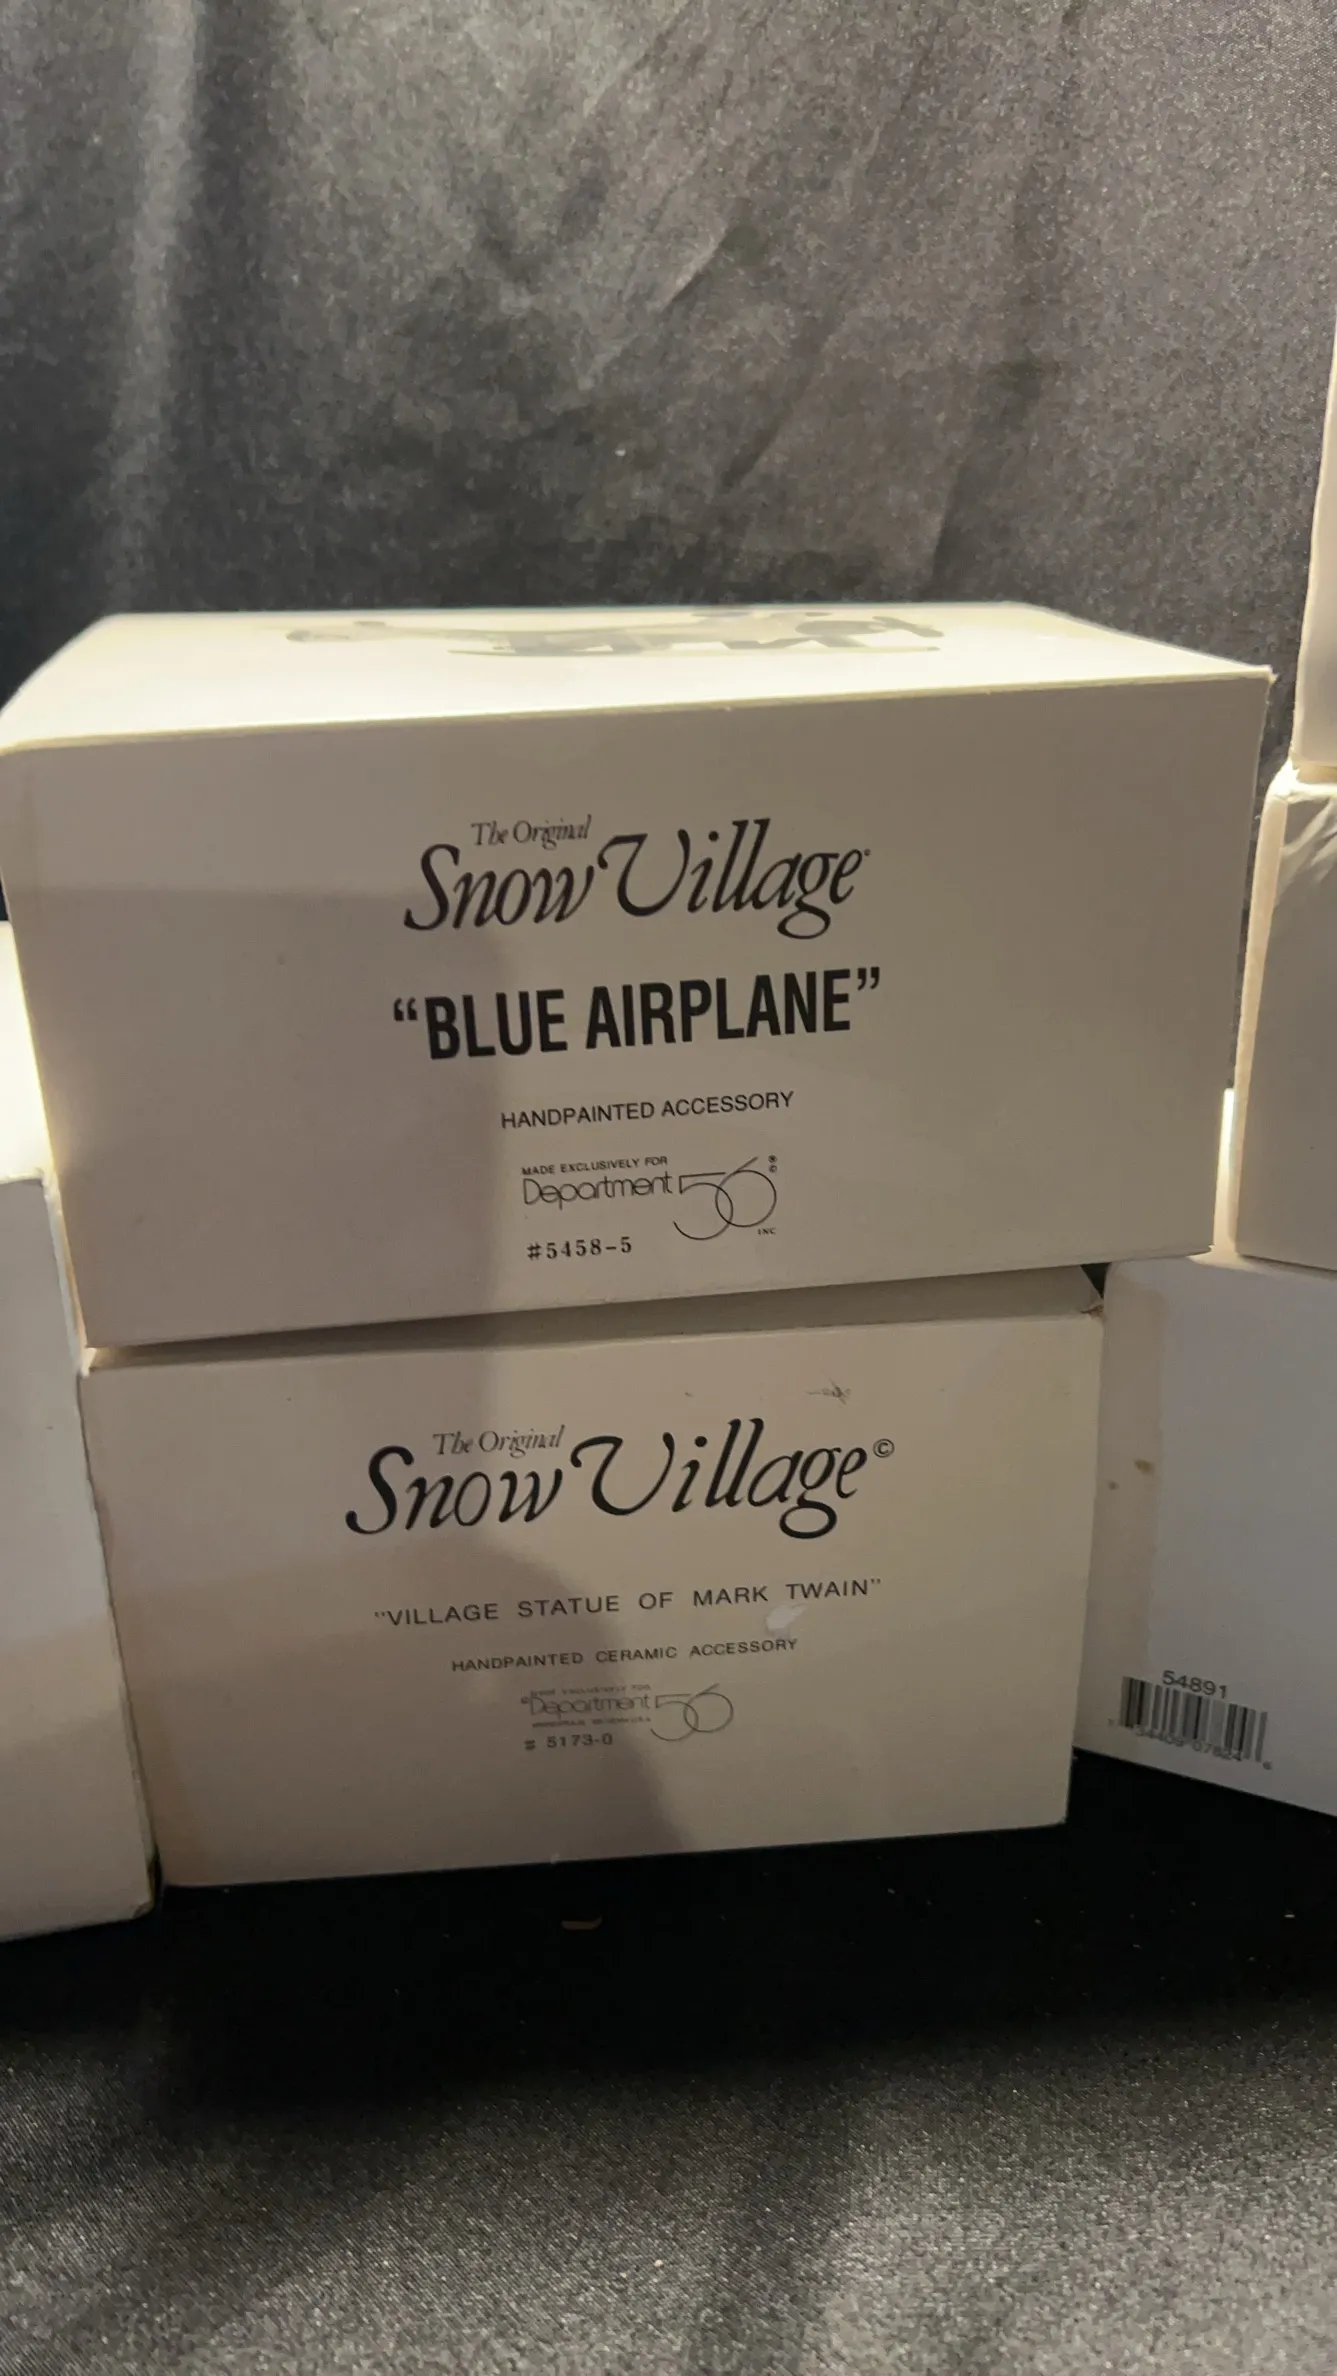 The Original
Snow Village®
“BLUE AIRPLANE”
HANDPAINTED ACCESSORY
MADE EXCLUSIVELY FOR
Department 56 ® ©
INC
#5458-5
The Original
Snow Village©
"VILLAGE STATUE OF MARK TWAIN"
HANDPAINTED CERAMIC ACCESSORY
Department 56
# 5173-0
54891